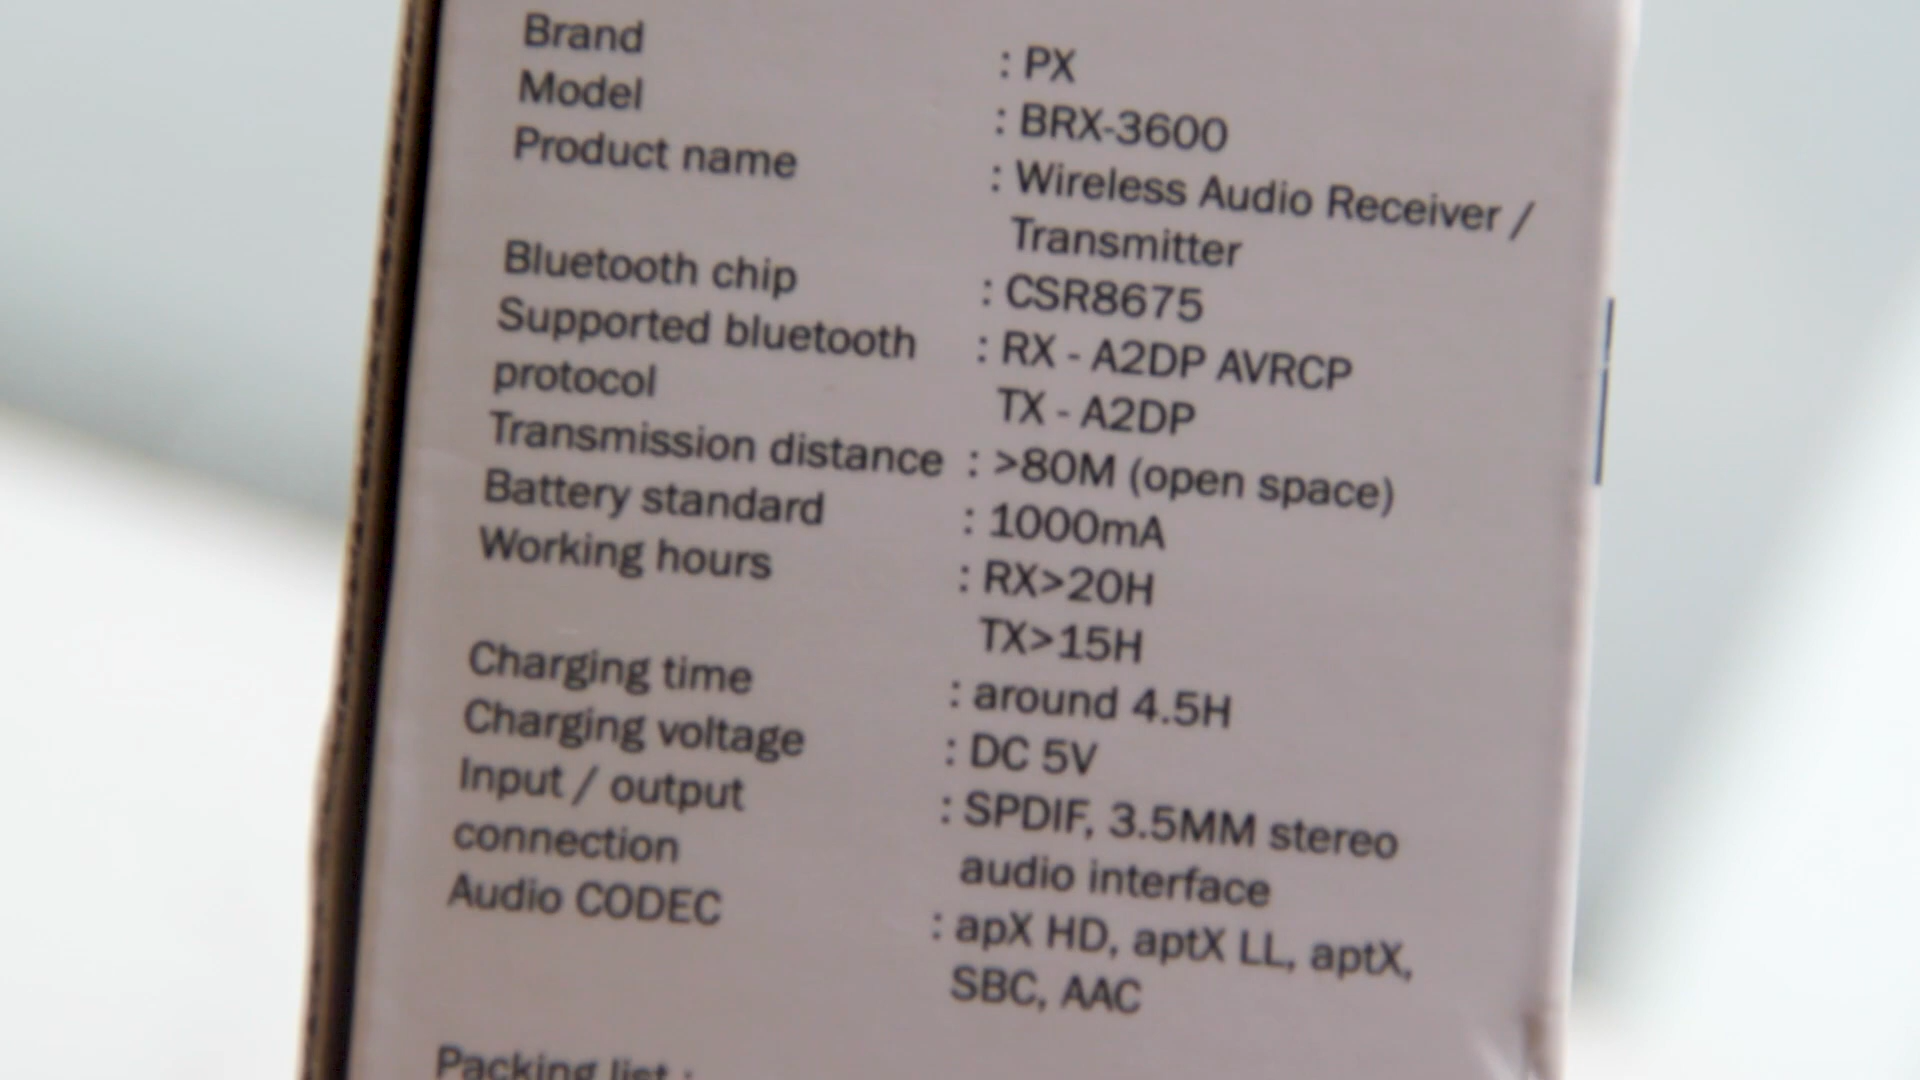 Brand : PX
Model : BRX-3600
Product name : Wireless Audio Receiver /
Transmitter
Bluetooth chip : CSR8675
Supported bluetooth : RX - A2DP AVRCP
protocol TX - A2DP
Transmission distance : >80M (open space)
Battery standard : 1000mA
Working hours : RX>20H
TX>15H
Charging time : around 4.5H
Charging voltage : DC 5V
Input / output : SPDIF, 3.5MM stereo
connection audio interface
Audio CODEC : apX HD, aptX LL, aptX,
SBC, AAC
Packing list :